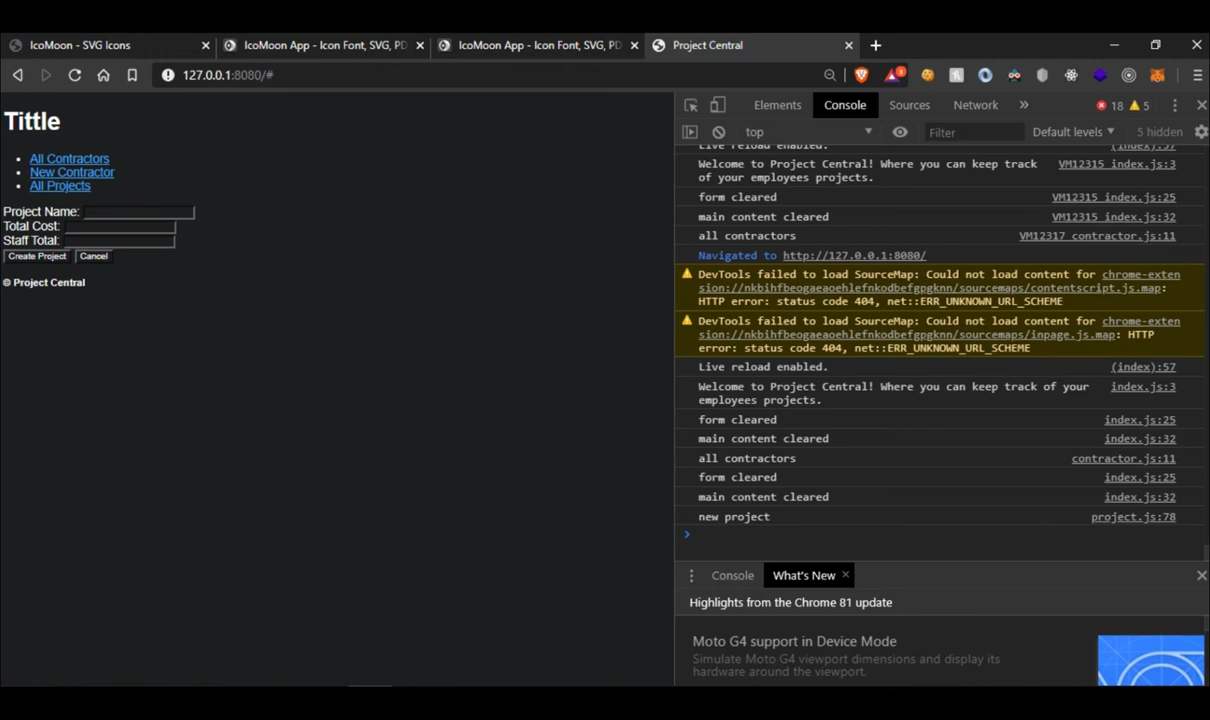 IcoMoon - SVG Icons
IcoMoon App - Icon Font, SVG, PD
IcoMoon App - Icon Font, SVG, PD
Project Central
127.0.0.1:8080/#
3
Tittle
All Contractors
New Contractor
All Projects
Project Name:
Total Cost:
Staff Total:
Create Project Cancel
© Project Central
Elements Console Sources Network » 18 5
top Filter Default levels 5 hidden
Live reload enabled. (index):57
Welcome to Project Central! Where you can keep track VM12315 index.js:3
of your employees projects.
form cleared VM12315 index.js:25
main content cleared VM12315 index.js:32
all contractors VM12317 contractor.js:11
Navigated to http://127.0.0.1:8080/
DevTools failed to load SourceMap: Could not load content for chrome-exten
sion://nkbihfbeogaeaoehlefnkodbefgpgknn/sourcemaps/contentscript.js.map:
HTTP error: status code 404, net::ERR_UNKNOWN_URL_SCHEME
DevTools failed to load SourceMap: Could not load content for chrome-exten
sion://nkbihfbeogaeaoehlefnkodbefgpgknn/sourcemaps/inpage.js.map: HTTP
error: status code 404, net::ERR_UNKNOWN_URL_SCHEME
Live reload enabled. (index):57
Welcome to Project Central! Where you can keep track of your index.js:3
employees projects.
form cleared index.js:25
main content cleared index.js:32
all contractors contractor.js:11
form cleared index.js:25
main content cleared index.js:32
new project project.js:78
Console What's New
Highlights from the Chrome 81 update
Moto G4 support in Device Mode
Simulate Moto G4 viewport dimensions and display its
hardware around the viewport.